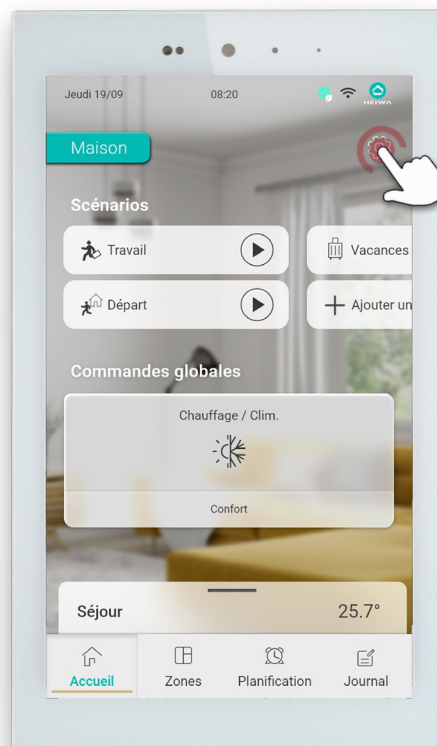 Jeudi 19/09 08:20
HEIWA
Maison
Scénarios
Travail
Vacances
Départ
Ajouter un
Commandes globales
Chauffage / Clim.
Confort
Séjour 25.7°
Accueil Zones Planification Journal